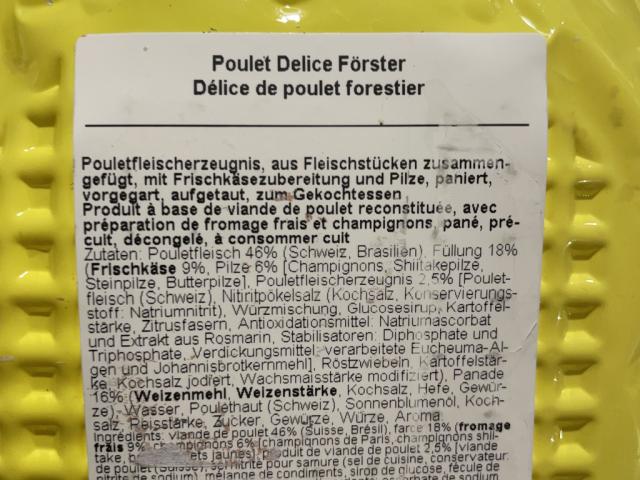 Poulet Delice Förster
Délice de poulet forestier
Pouletfleischerzeugnis, aus Fleischstücken zusammen-
gefügt, mit Frischkäsezubereitung und Pilze, paniert,
vorgegart, aufgetaut, zum Gekochtessen
Produit à base de viande de poulet reconstituée, avec
préparation de fromage frais et champignons, pané, pré-
cuit, décongelé, à consommer cuit
Zutaten: Pouletfleisch 46% (Schweiz, Brasilien), Füllung 18%
(Frischkäse 9%, Pilze 6% [Champignons, Shiitakepilze,
Steinpilze, Butterpilze], Pouletfleischerzeugnis 2,5% [Poulet-
fleisch (Schweiz), Nitiritpökelsalz (Kochsalz, Konservierungs-
stoff: Natriumnitrit), Würzmischung, Glucosesirup, Kartoffel-
stärke, Zitrusfasern, Antioxidationsmittel: Natriumascorbat
und Extrakt aus Rosmarin, Stabilisatoren: Diphosphate und
Triphosphate, Verdickungsmittel: verarbeitete Eucheuma-Al-
gen und Johannisbrotkernmehl], Röstzwiebeln, Kartoffelstär-
ke, Kochsalz jodiert, Wachsmaisstärke modifiziert), Panade
16% (Weizenmehl, Weizenstärke, Kochsalz, Hefe, Gewür-
ze), Wasser, Poulethaut (Schweiz), Sonnenblumenöl, Koch-
salz, Reisstärke, Zucker, Gewürze, Würze, Aroma
Ingrédients: viande de poulet 46% (Suisse, Brésil), farce 18% (fromage
frais 9%, champignons 6% [champignons de Paris, champignons shii-
take, jaunes], produit de viande de poulet 2,5% [viande
de poulet (Suisse), sel nitrité pour samure (sel de cuisine, conservateur:
nitrite de sodium), mélange de condiments, sirop de glucose, fécule de